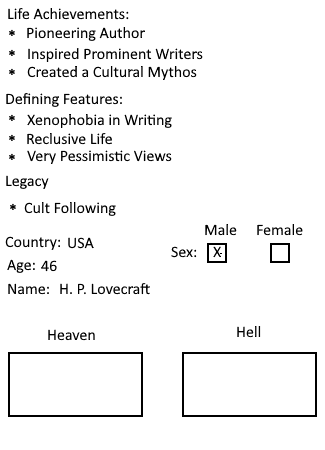 Life Achievements:
* Pioneering Author
* Inspired Prominent Writers
* Created a Cultural Mythos
Defining Features:
* Xenophobia in Writing
* Reclusive Life
* Very Pessimistic Views
Legacy
* Cult Following
Male Female
Country: USA
Sex: X
Age: 46
Name: H. P. Lovecraft
Heaven Hell